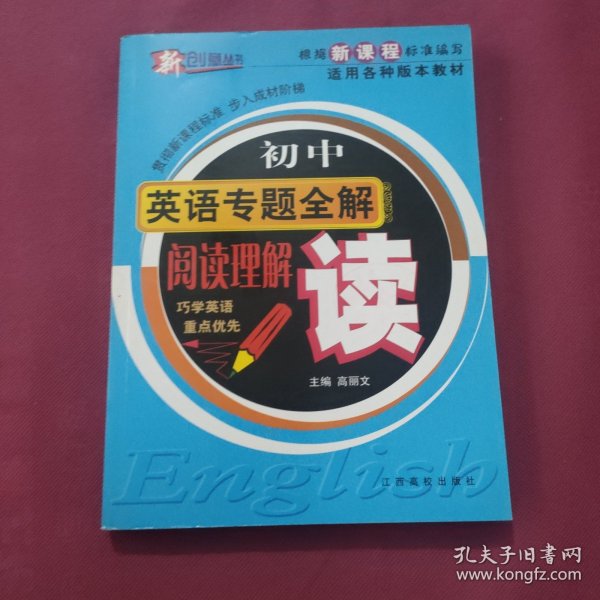 新创意丛书
根据新课程标准编写
适用各种版本教材
贯彻新课程标准 步入成材阶梯
初中
英语专题全解
阅读理解
读
巧学英语
重点优先
主编 高丽文
English
江西高校出版社
孔夫子旧书网
www.kongfz.com